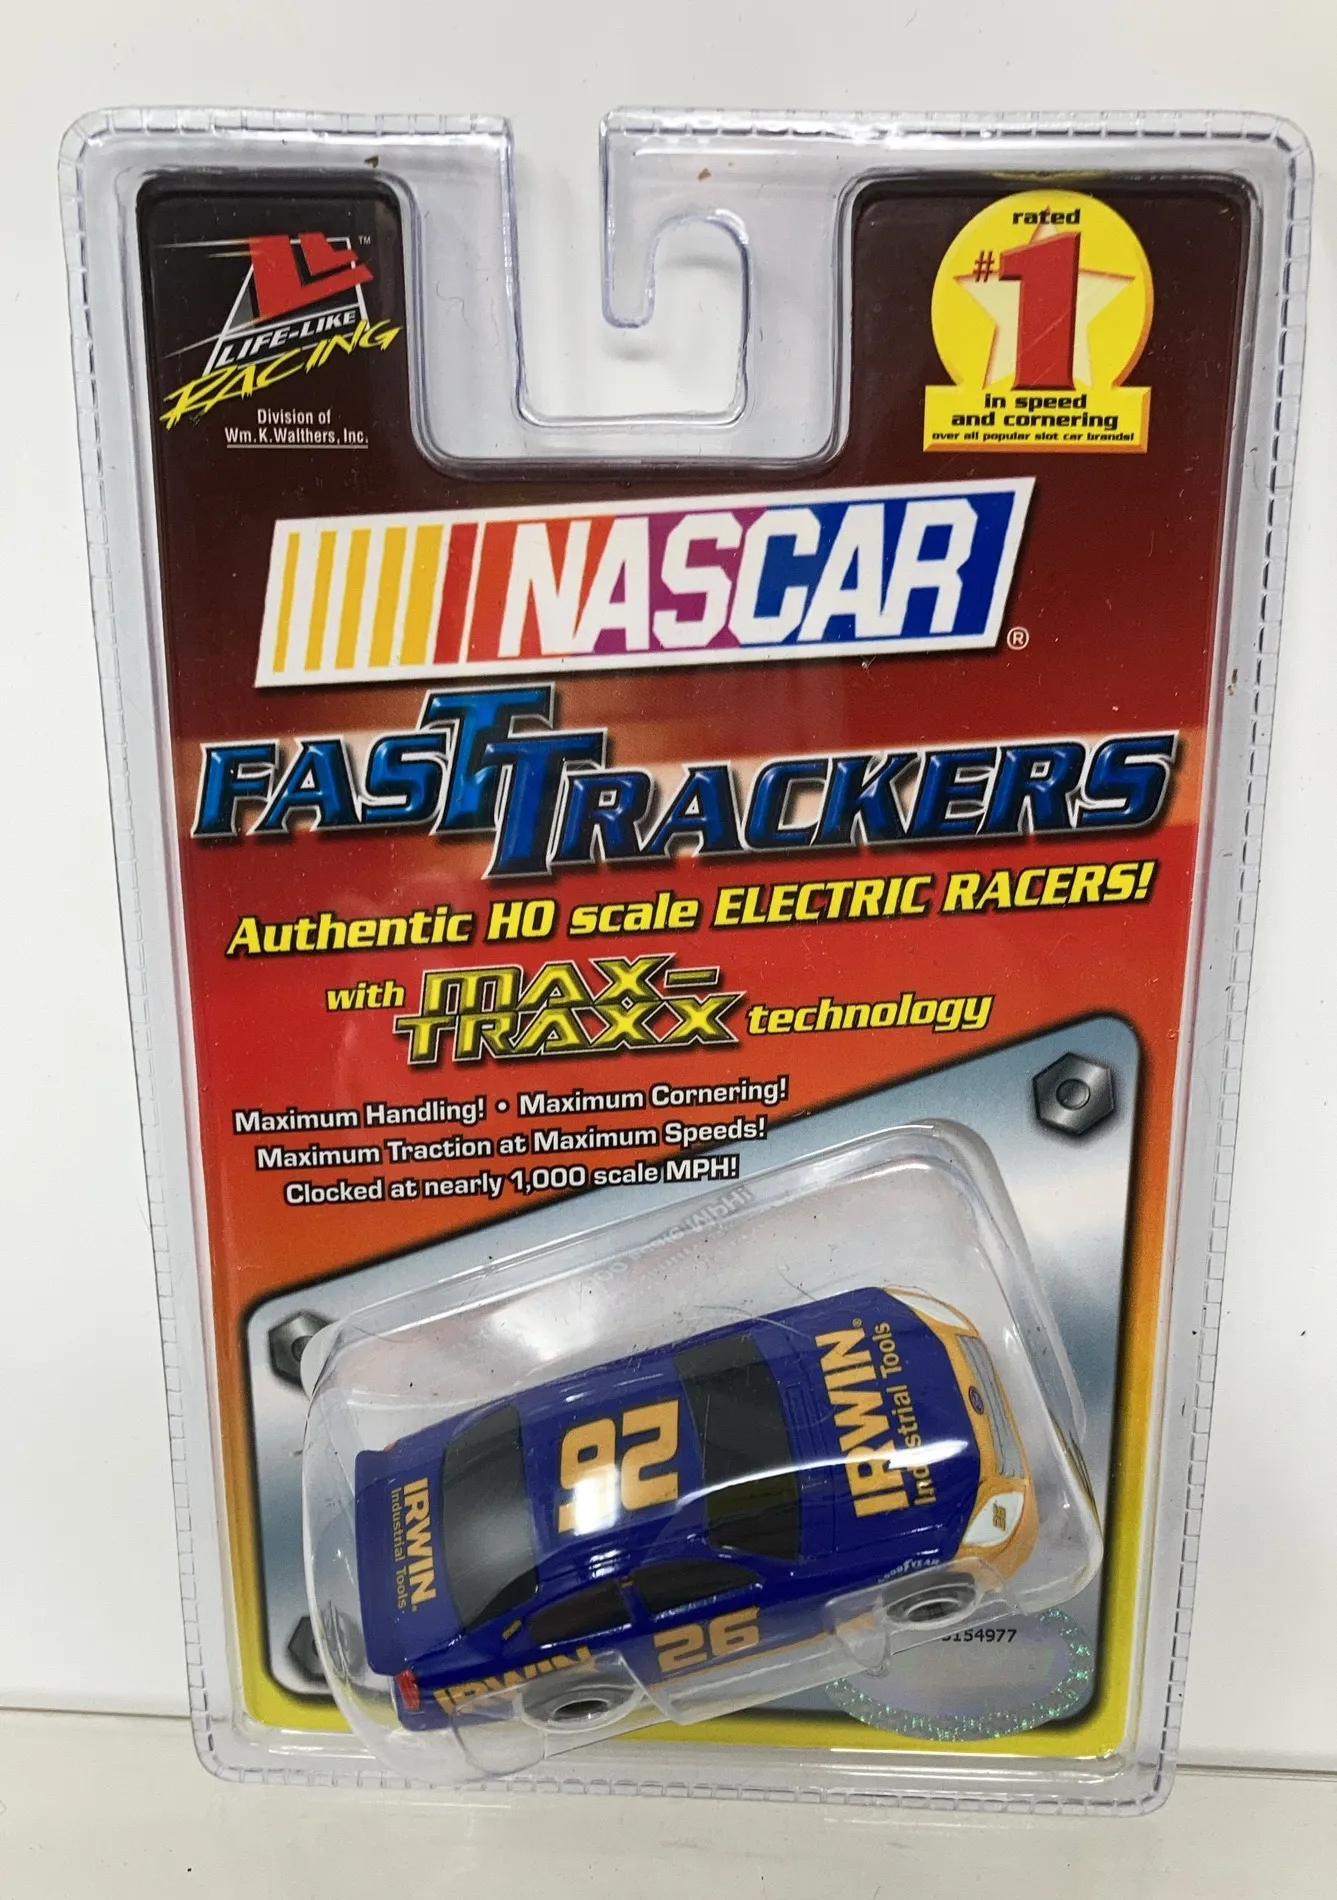 LIFE-LIKE
RACING
TM
Division of
Wm. K. Walthers, Inc.
rated
#1
in speed
and cornering
over all popular slot car brands!
NASCAR®
FAST TRACKERS
Authentic HO scale ELECTRIC RACERS!
with MAX-TRAXX technology
Maximum Handling! • Maximum Cornering!
Maximum Traction at Maximum Speeds!
Clocked at nearly 1,000 scale MPH!
IRWIN®
Industrial Tools
26
IRWIN®
Industrial Tools
26
IRWIN
GOODYEAR
26
154977